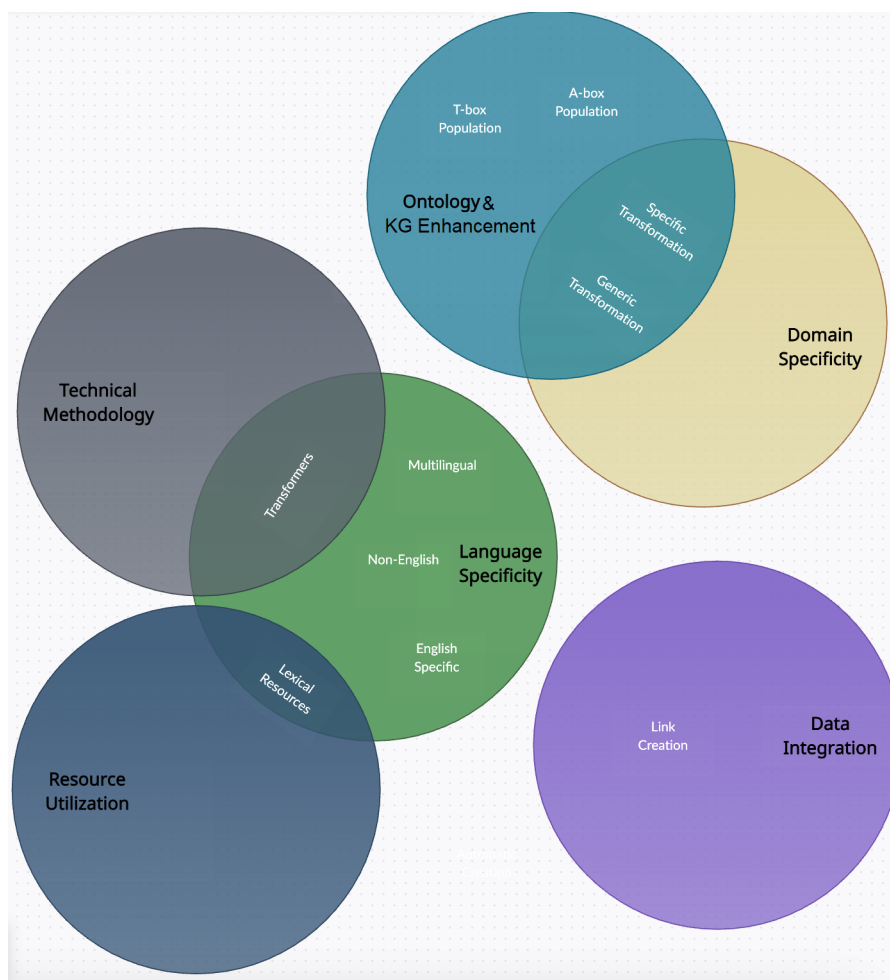 T-box
Population
A-box
Population
Ontology &
KG Enhancement
Specific
Transformation
Generic
Transformation
Domain
Specificity
Technical
Methodology
Transformers
Multilingual
Non-English
Language
Specificity
English
Specific
Lexical
Resources
Resource
Utilization
Link
Creation
Data
Integration